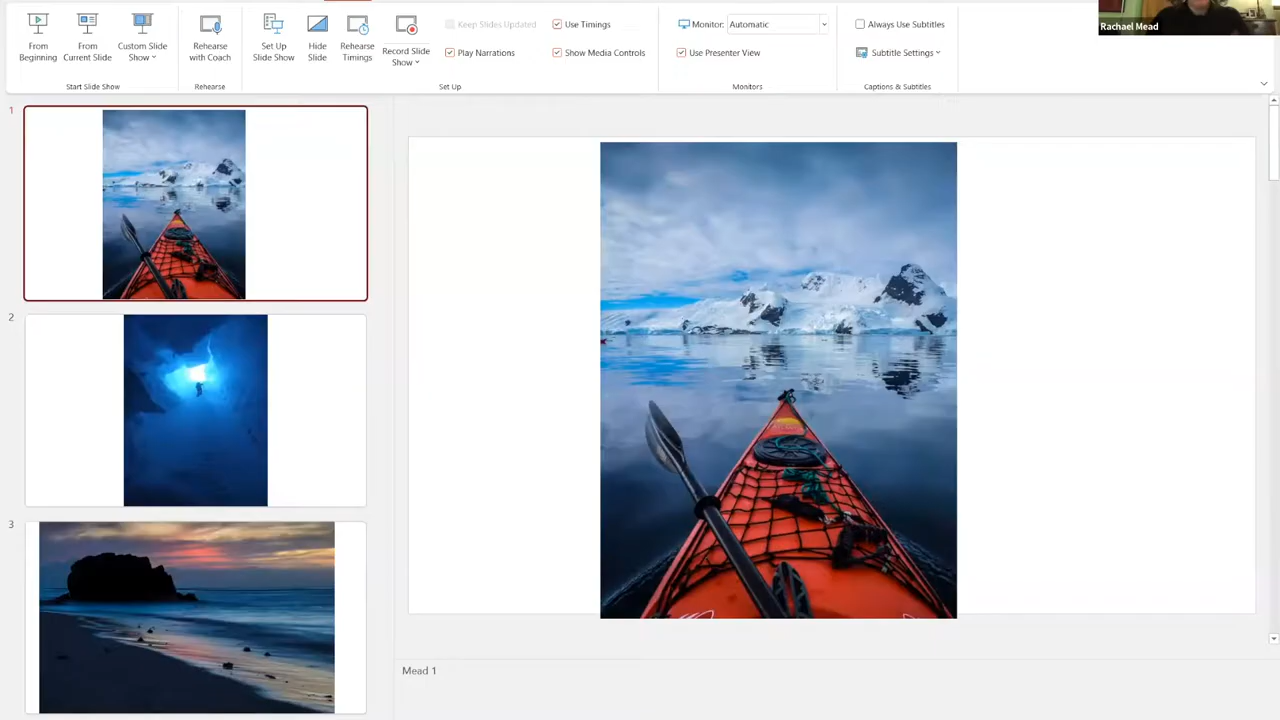 Rachael Mead
From Beginning
From Current Slide
Custom Slide Show
Rehearse with Coach
Set Up Slide Show
Hide Slide
Rehearse Timings
Record Slide Show
Keep Slides Updated
Use Timings
Play Narrations
Show Media Controls
Monitor: Automatic
Use Presenter View
Always Use Subtitles
Subtitle Settings
Start Slide Show
Rehearse
Set Up
Monitors
Captions & Subtitles
1
2
3
Mead 1